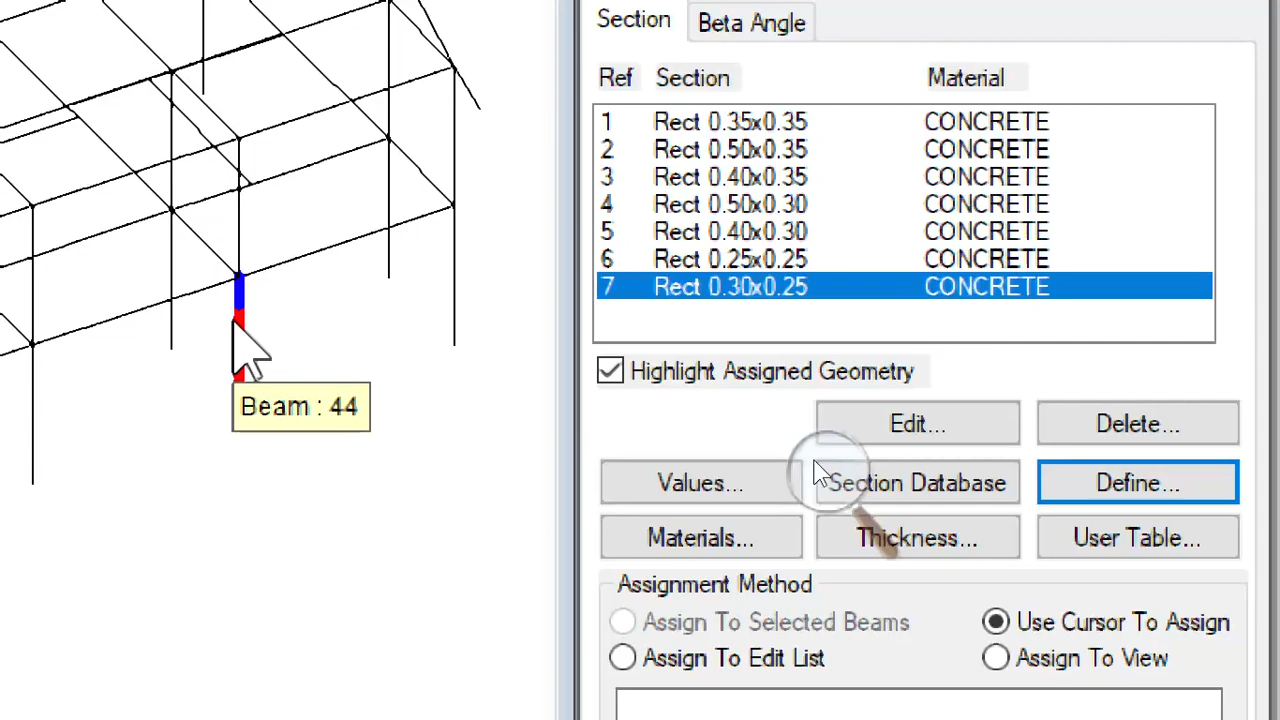 Section Beta Angle
Ref Section Material
1 Rect 0.35x0.35 CONCRETE
2 Rect 0.50x0.35 CONCRETE
3 Rect 0.40x0.35 CONCRETE
4 Rect 0.50x0.30 CONCRETE
5 Rect 0.40x0.30 CONCRETE
6 Rect 0.25x0.25 CONCRETE
7 Rect 0.30x0.25 CONCRETE
Highlight Assigned Geometry
Beam : 44
Edit... Delete...
Values... Section Database Define...
Materials... Thickness... User Table...
Assignment Method
Assign To Selected Beams Use Cursor To Assign
Assign To Edit List Assign To View